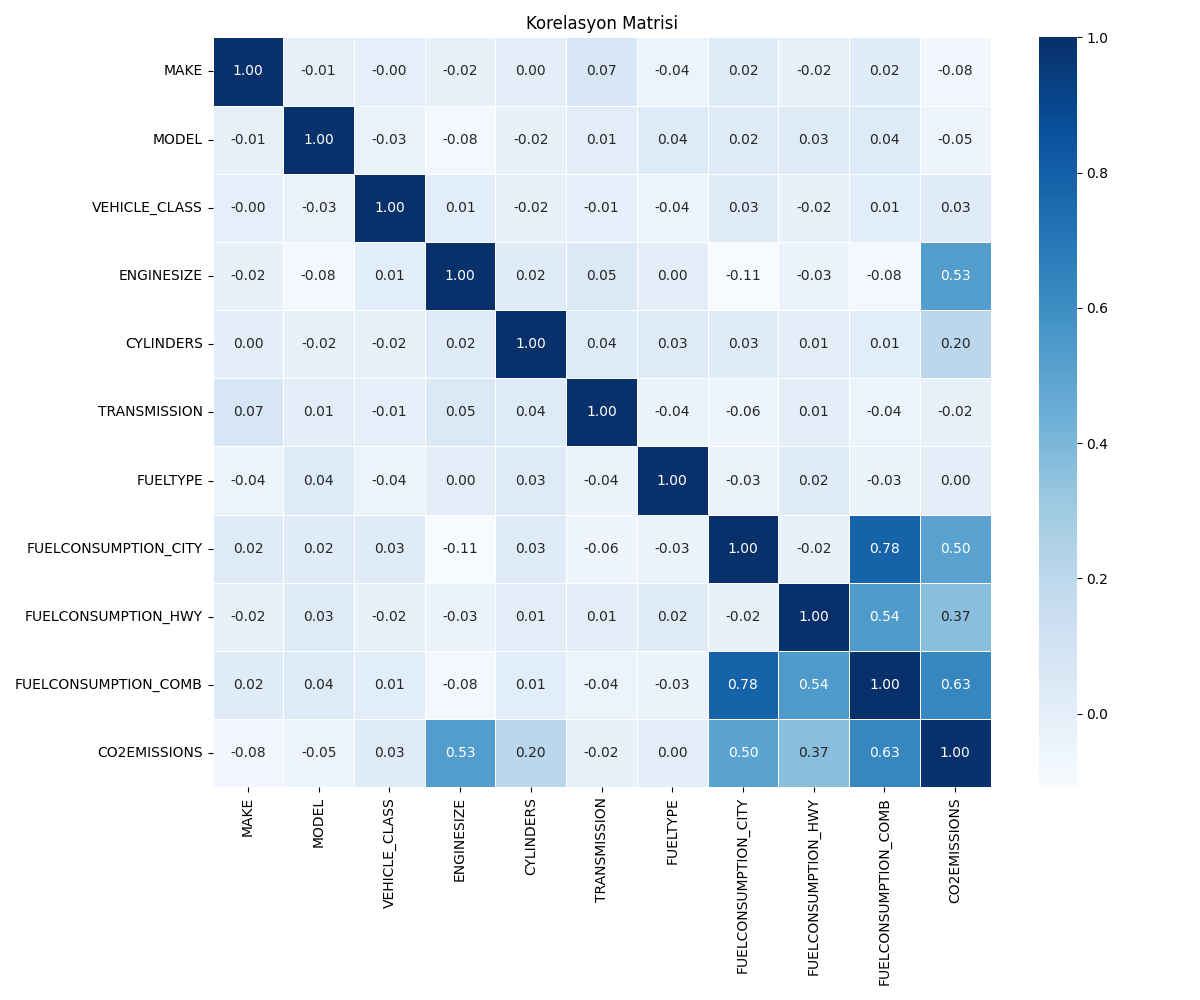 Korelasyon Matrisi
MAKE 1.00 -0.01 -0.00 -0.02 0.00 0.07 -0.04 0.02 -0.02 0.02 -0.08
MODEL -0.01 1.00 -0.03 -0.08 -0.02 0.01 0.04 0.02 0.03 0.04 -0.05
VEHICLE_CLASS -0.00 -0.03 1.00 0.01 -0.02 -0.01 -0.04 0.03 -0.02 0.01 0.03
ENGINESIZE -0.02 -0.08 0.01 1.00 0.02 0.05 0.00 -0.11 -0.03 -0.08 0.53
CYLINDERS 0.00 -0.02 -0.02 0.02 1.00 0.04 0.03 0.03 0.01 0.01 0.20
TRANSMISSION 0.07 0.01 -0.01 0.05 0.04 1.00 -0.04 -0.06 0.01 -0.04 -0.02
FUELTYPE -0.04 0.04 -0.04 0.00 0.03 -0.04 1.00 -0.03 0.02 -0.03 0.00
FUELCONSUMPTION_CITY 0.02 0.02 0.03 -0.11 0.03 -0.06 -0.03 1.00 -0.02 0.78 0.50
FUELCONSUMPTION_HWY -0.02 0.03 -0.02 -0.03 0.01 0.01 0.02 -0.02 1.00 0.54 0.37
FUELCONSUMPTION_COMB 0.02 0.04 0.01 -0.08 0.01 -0.04 -0.03 0.78 0.54 1.00 0.63
CO2EMISSIONS -0.08 -0.05 0.03 0.53 0.20 -0.02 0.00 0.50 0.37 0.63 1.00
MAKE
MODEL
VEHICLE_CLASS
ENGINESIZE
CYLINDERS
TRANSMISSION
FUELTYPE
FUELCONSUMPTION_CITY
FUELCONSUMPTION_HWY
FUELCONSUMPTION_COMB
CO2EMISSIONS
1.0
0.8
0.6
0.4
0.2
0.0